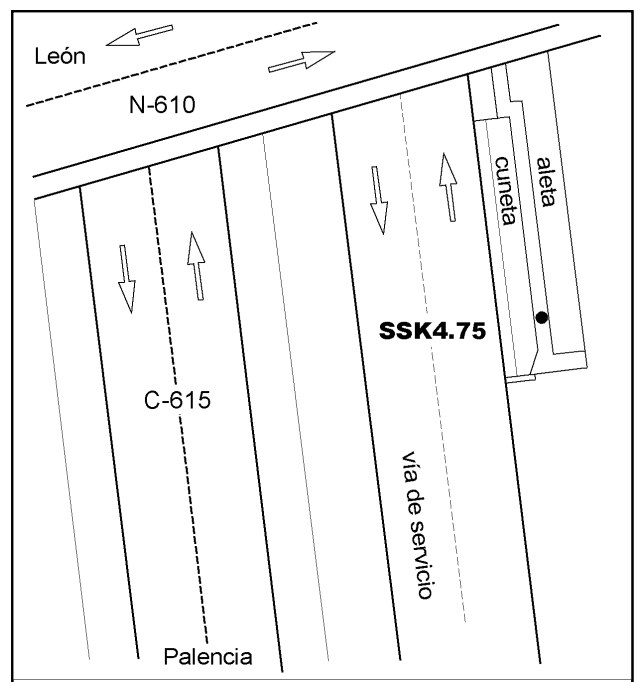 León
N-610
cuneta
aleta
SSK4.75
C-615
vía de servicio
Palencia